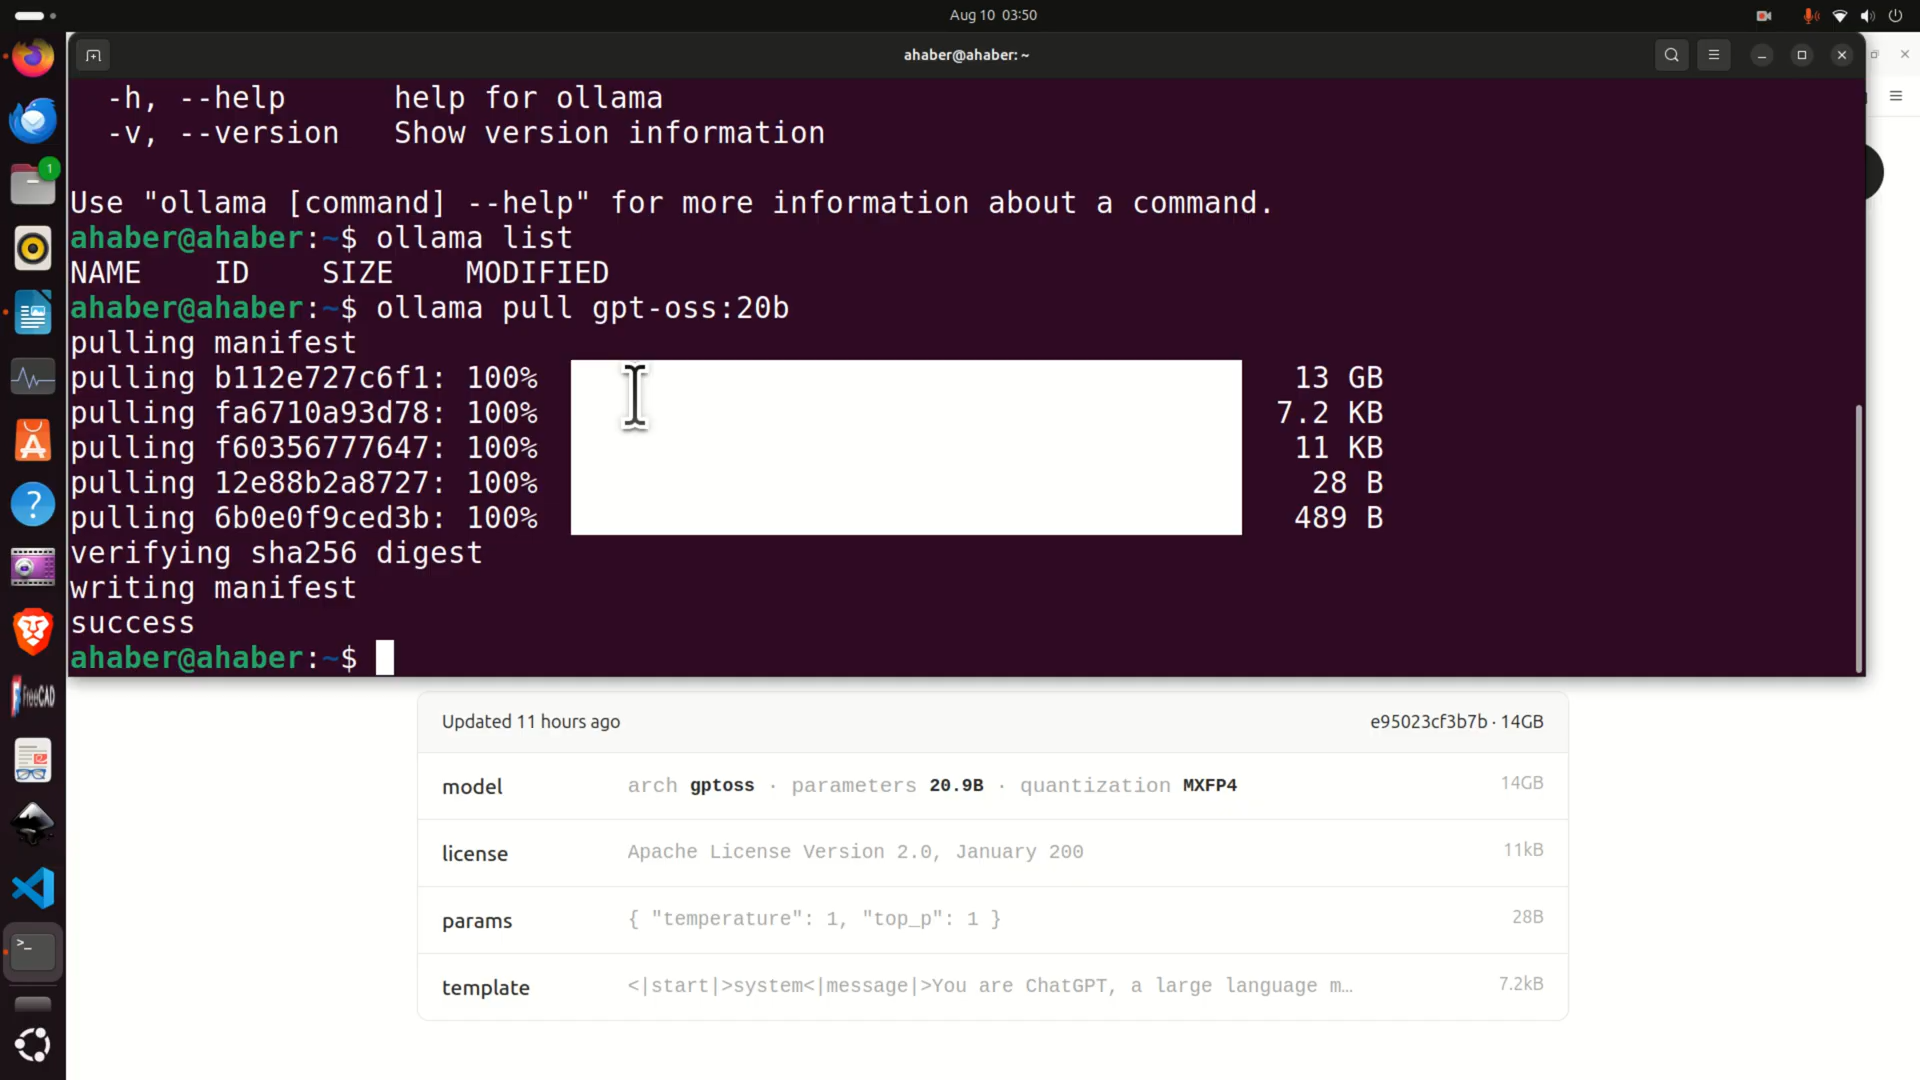 Aug 10 03:50
ahaber@ahaber: ~
-h, --help help for ollama
-v, --version Show version information
1
Use "ollama [command] --help" for more information about a command.
ahaber@ahaber:~$ ollama list
NAME ID SIZE MODIFIED
ahaber@ahaber:~$ ollama pull gpt-oss:20b
pulling manifest
pulling b112e727c6f1: 100% 13 GB
pulling fa6710a93d78: 100% 7.2 KB
pulling f60356777647: 100% 11 KB
pulling 12e88b2a8727: 100% 28 B
pulling 6b0e0f9ced3b: 100% 489 B
verifying sha256 digest
writing manifest
success
ahaber@ahaber:~$
FreeCAD
Updated 11 hours ago e95023cf3b7b · 14GB
model arch gptoss · parameters 20.9B · quantization MXFP4 14GB
license Apache License Version 2.0, January 200 11kB
params { "temperature": 1, "top_p": 1 } 28B
template <|start|>system<|message|>You are ChatGPT, a large language m… 7.2kB